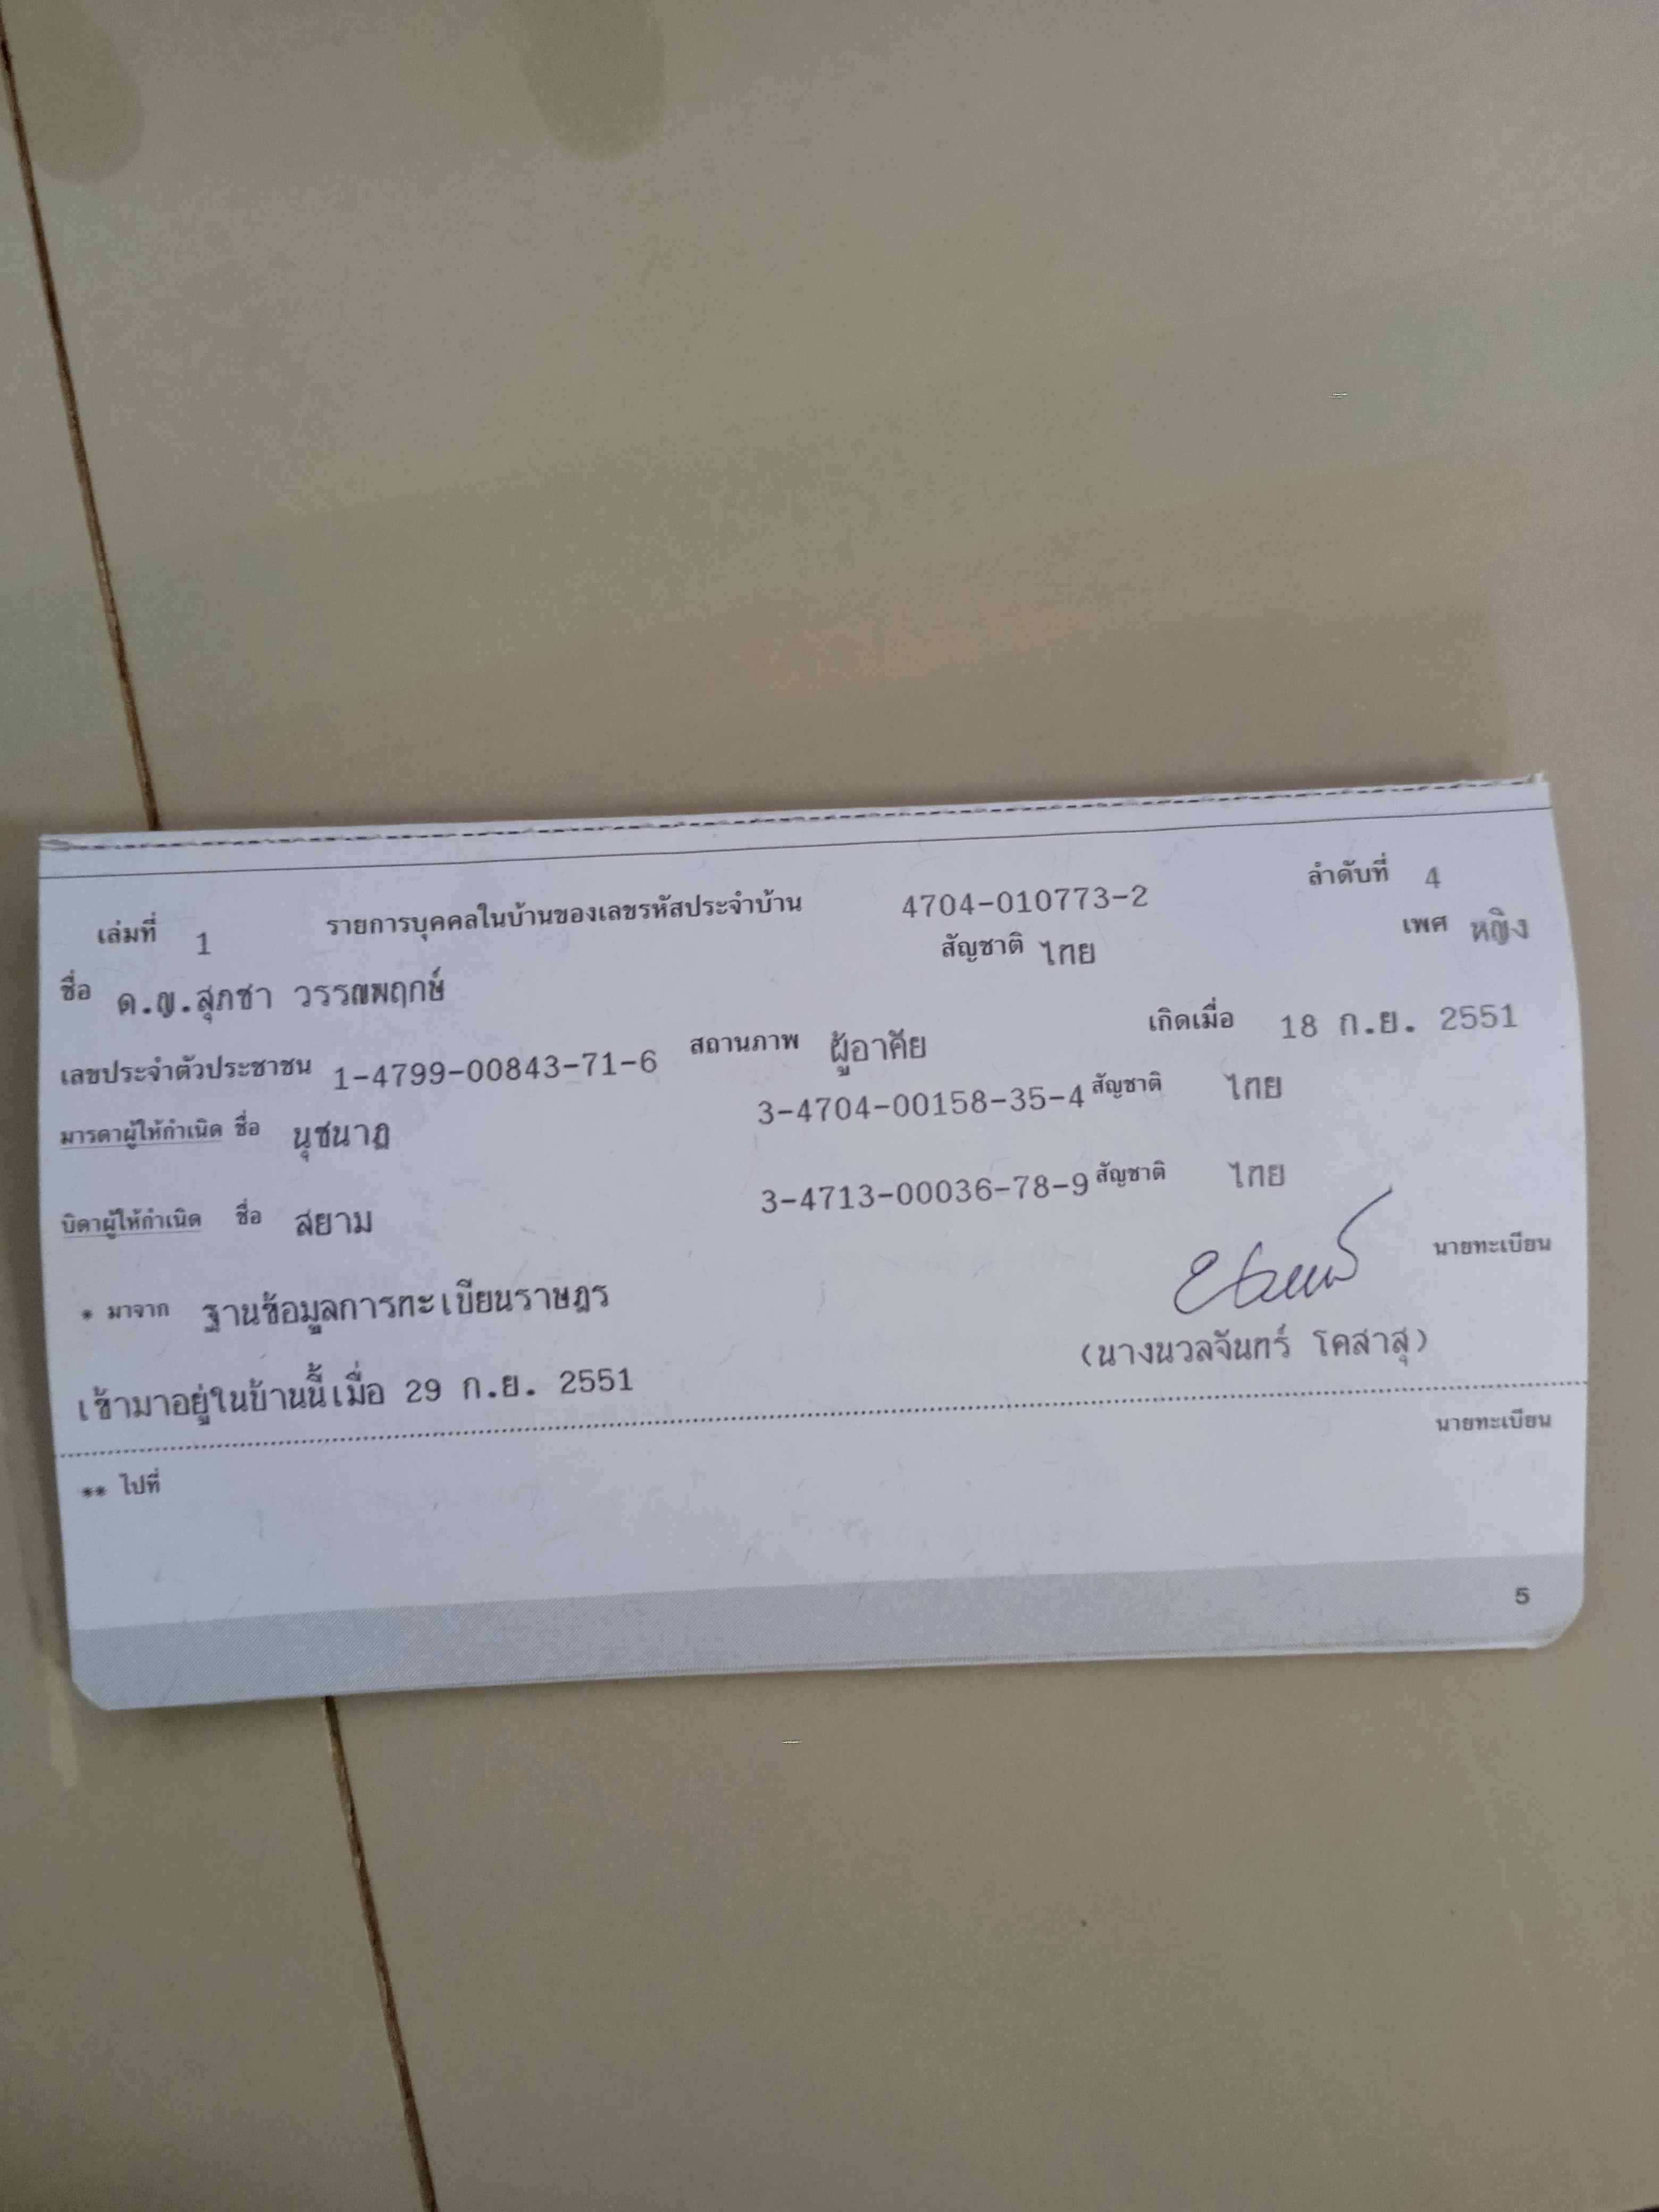 เล่มที่ 1 รายการบุคคลในบ้านของเลขรหัสประจำบ้าน 4704-010773-2 ลำดับที่ 4
ชื่อ ด.ญ.สุภชา วรรณพฤกษ์ สัญชาติ ไทย เพศ หญิง
เลขประจำตัวประชาชน 1-4799-00843-71-6 สถานภาพ ผู้อาศัย เกิดเมื่อ 18 ก.ย. 2551
มารดาผู้ให้กำเนิด ชื่อ นุชนาฏ 3-4704-00158-35-4 สัญชาติ ไทย
บิดาผู้ให้กำเนิด ชื่อ สยาม 3-4713-00036-78-9 สัญชาติ ไทย
* มาจาก ฐานข้อมูลการทะเบียนราษฎร นายทะเบียน
(นางนวลจันทร์ โคสาสุ)
เข้ามาอยู่ในบ้านนี้เมื่อ 29 ก.ย. 2551
** ไปที่ นายทะเบียน
5